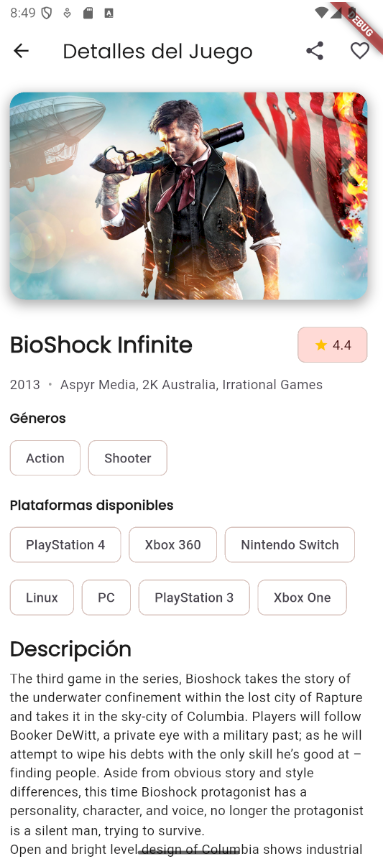 8:49
DEBUG
Detalles del Juego
BioShock Infinite
4.4
2013 • Aspyr Media, 2K Australia, Irrational Games
Géneros
Action Shooter
Plataformas disponibles
PlayStation 4 Xbox 360 Nintendo Switch
Linux PC PlayStation 3 Xbox One
Descripción
The third game in the series, Bioshock takes the story of
the underwater confinement within the lost city of Rapture
and takes it in the sky-city of Columbia. Players will follow
Booker DeWitt, a private eye with a military past; as he will
attempt to wipe his debts with the only skill he’s good at –
finding people. Aside from obvious story and style
differences, this time Bioshock protagonist has a
personality, character, and voice, no longer the protagonist
is a silent man, trying to survive.
Open and bright level design of Columbia shows industrial